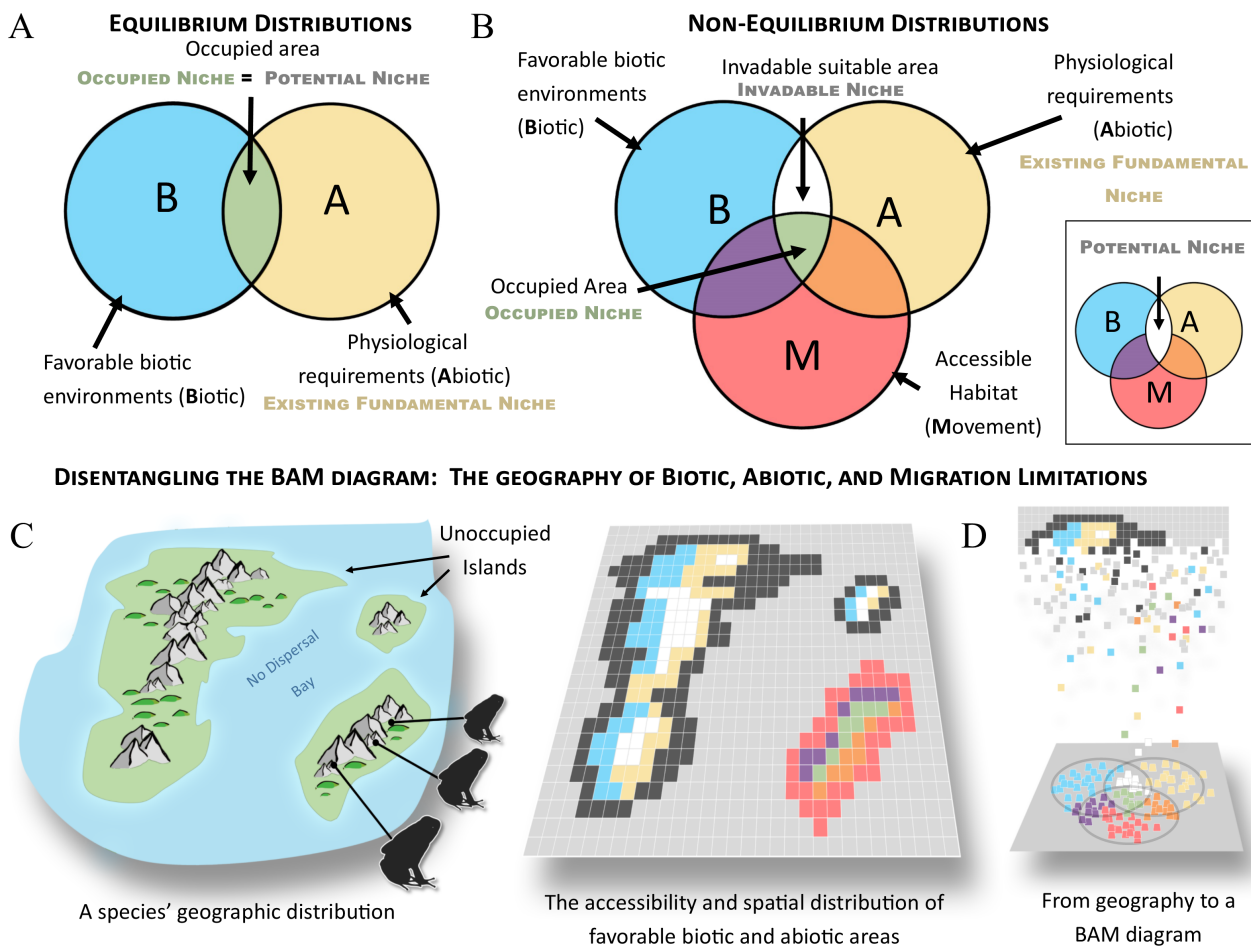 A
EQUILIBRIUM DISTRIBUTIONS
Occupied area
OCCUPIED NICHE = POTENTIAL NICHE
B
A
Favorable biotic
environments (Biotic)
Physiological
requirements (Abiotic)
EXISTING FUNDAMENTAL NICHE
B
NON-EQUILIBRIUM DISTRIBUTIONS
Favorable biotic
environments
(Biotic)
Invadable suitable area
INVADABLE NICHE
Physiological
requirements
(Abiotic)
EXISTING FUNDAMENTAL
NICHE
B
A
M
Occupied Area
OCCUPIED NICHE
Accessible
Habitat
(Movement)
POTENTIAL NICHE
B
A
M
DISENTANGLING THE BAM DIAGRAM: THE GEOGRAPHY OF BIOTIC, ABIOTIC, AND MIGRATION LIMITATIONS
C
Unoccupied
Islands
No Dispersal
Bay
A species' geographic distribution
The accessibility and spatial distribution of
favorable biotic and abiotic areas
D
From geography to a
BAM diagram